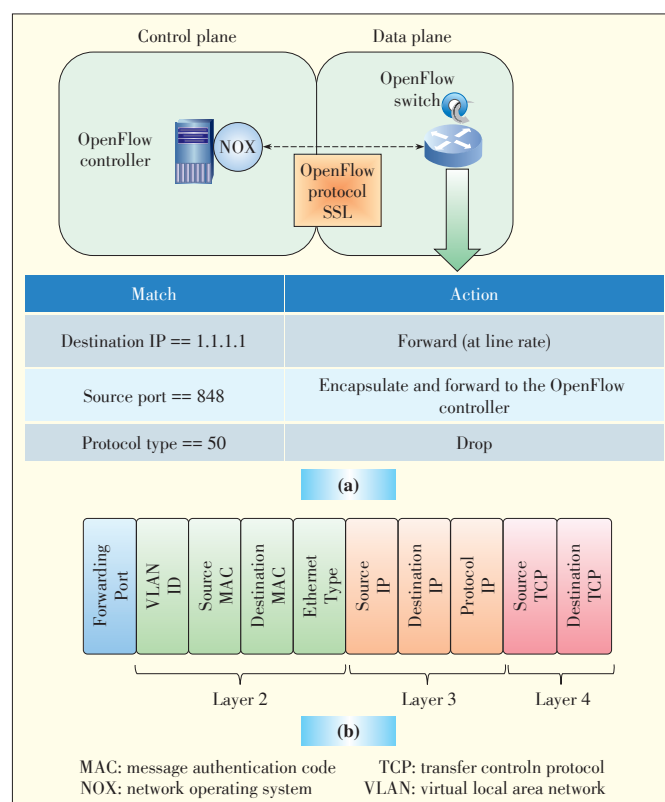 Control plane
Data plane
OpenFlow
switch
OpenFlow
controller
NOX
OpenFlow
protocol
SSL
Match
Action
Destination IP == 1.1.1.1
Forward (at line rate)
Source port == 848
Encapsulate and forward to the OpenFlow
controller
Protocol type == 50
Drop
(a)
Forwarding
Port
VLAN
ID
Source
MAC
Destination
MAC
Ethernet
Type
Source
IP
Destination
IP
Protocol
IP
Source
TCP
Destination
TCP
Layer 2
Layer 3
Layer 4
(b)
MAC: message authentication code
TCP: transfer controln protocol
NOX: network operating system
VLAN: virtual local area network